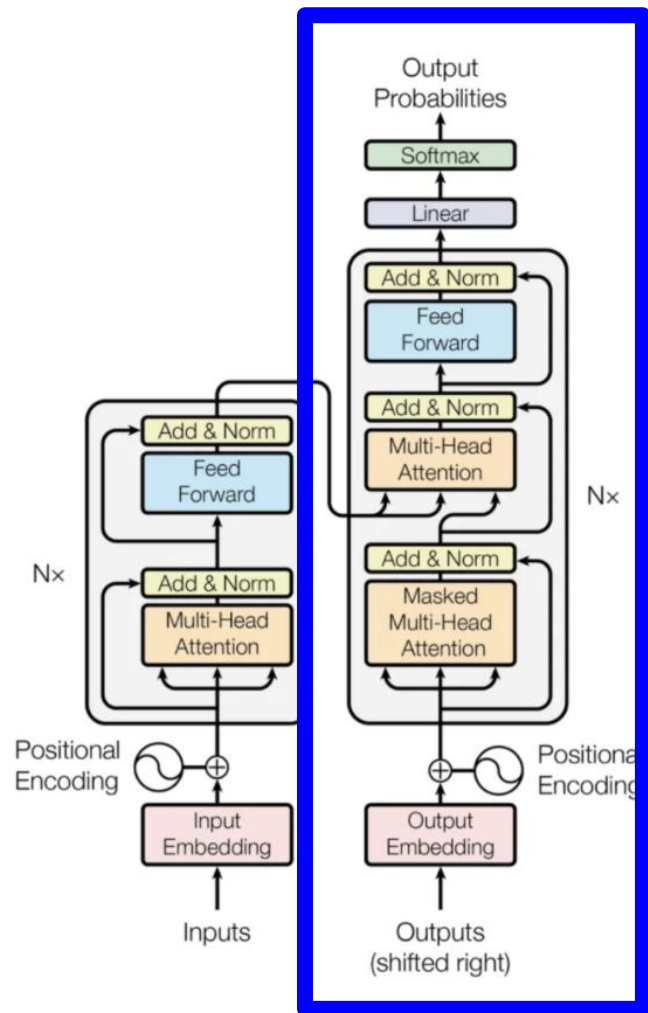 Output
Probabilities
Softmax
Linear
Add & Norm
Feed
Forward
Add & Norm
Multi-Head
Attention
Add & Norm
Masked
Multi-Head
Attention
N×
Positional
Encoding
Output
Embedding
Outputs
(shifted right)
Add & Norm
Feed
Forward
Add & Norm
Multi-Head
Attention
N×
Positional
Encoding
Input
Embedding
Inputs